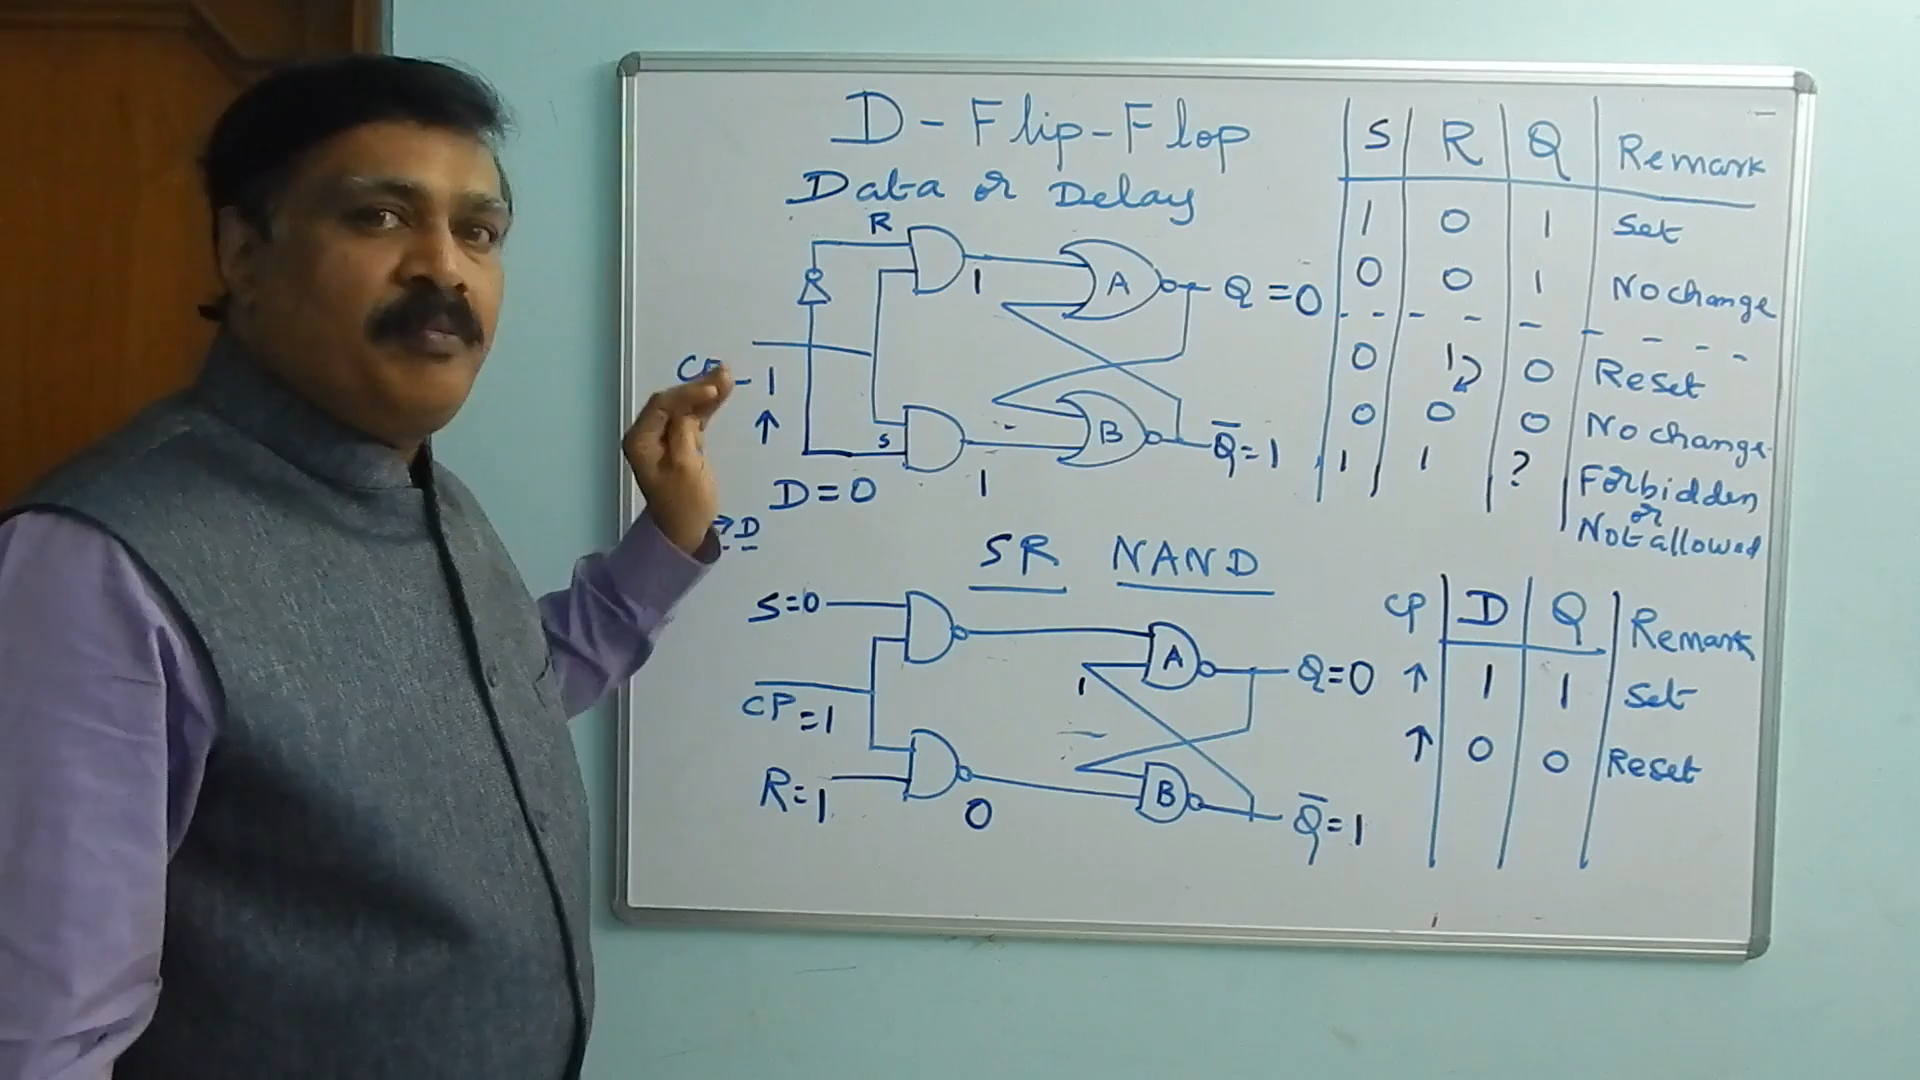 D-Flip-Flop
Data or Delay
R
1
A
Q = 0
1
S
D = 0
1
B
Q̅ = 1
→ D
S R Q Remark
1 0 1 Set
0 0 1 No change
0 1 0 Reset
0 0 0 No change
1 1 ? Forbidden
or
Not allowed
SR NAND
S=0
CP=1
R=1
0
1
A
B
Q=0
Q̅=1
CP D Q Remark
↑ 1 1 Set
↑ 0 0 Reset